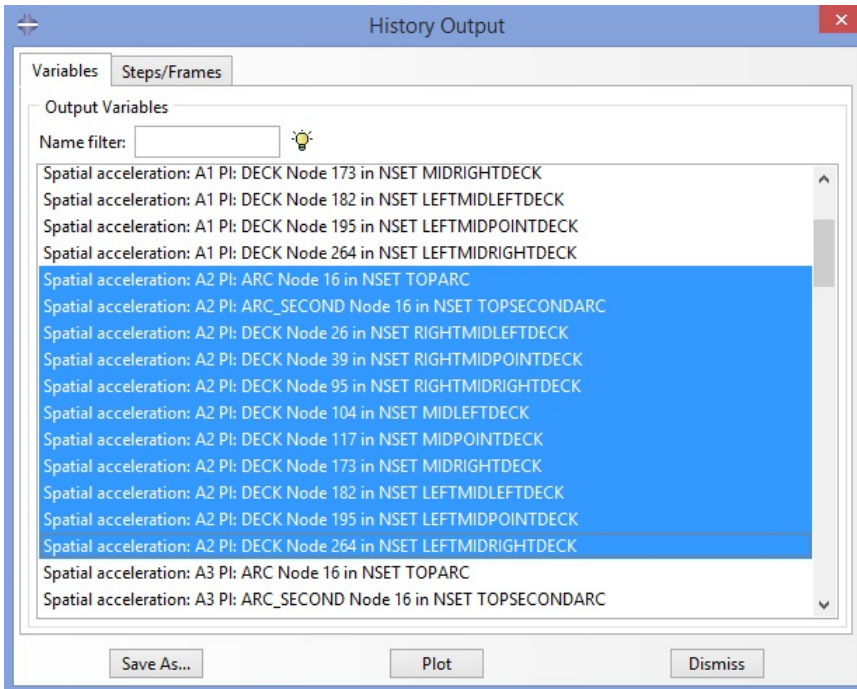 History Output
Variables Steps/Frames
Output Variables
Name filter:
Spatial acceleration: A1 PI: DECK Node 173 in NSET MIDRIGHTDECK
Spatial acceleration: A1 PI: DECK Node 182 in NSET LEFTMIDLEFTDECK
Spatial acceleration: A1 PI: DECK Node 195 in NSET LEFTMIDPOINTDECK
Spatial acceleration: A1 PI: DECK Node 264 in NSET LEFTMIDRIGHTDECK
Spatial acceleration: A2 PI: ARC Node 16 in NSET TOPARC
Spatial acceleration: A2 PI: ARC_SECOND Node 16 in NSET TOPSECONDARC
Spatial acceleration: A2 PI: DECK Node 26 in NSET RIGHTMIDLEFTDECK
Spatial acceleration: A2 PI: DECK Node 39 in NSET RIGHTMIDPOINTDECK
Spatial acceleration: A2 PI: DECK Node 95 in NSET RIGHTMIDRIGHTDECK
Spatial acceleration: A2 PI: DECK Node 104 in NSET MIDLEFTDECK
Spatial acceleration: A2 PI: DECK Node 117 in NSET MIDPOINTDECK
Spatial acceleration: A2 PI: DECK Node 173 in NSET MIDRIGHTDECK
Spatial acceleration: A2 PI: DECK Node 182 in NSET LEFTMIDLEFTDECK
Spatial acceleration: A2 PI: DECK Node 195 in NSET LEFTMIDPOINTDECK
Spatial acceleration: A2 PI: DECK Node 264 in NSET LEFTMIDRIGHTDECK
Spatial acceleration: A3 PI: ARC Node 16 in NSET TOPARC
Spatial acceleration: A3 PI: ARC_SECOND Node 16 in NSET TOPSECONDARC
Save As... Plot Dismiss